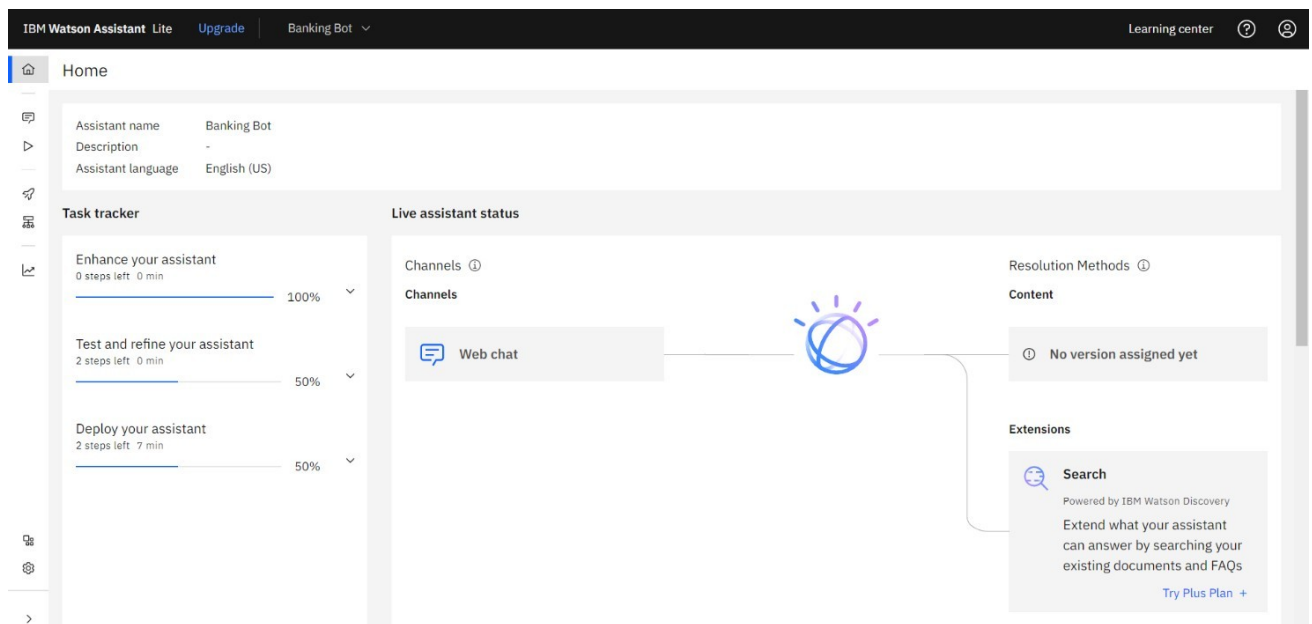 IBM Watson Assistant Lite Upgrade Banking Bot Learning center
Home
Assistant name Banking Bot
Description -
Assistant language English (US)
Task tracker
Enhance your assistant
0 steps left 0 min
100%
Test and refine your assistant
2 steps left 0 min
50%
Deploy your assistant
2 steps left 7 min
50%
Live assistant status
Channels
Channels
Web chat
Resolution Methods
Content
No version assigned yet
Extensions
Search
Powered by IBM Watson Discovery
Extend what your assistant
can answer by searching your
existing documents and FAQs
Try Plus Plan +